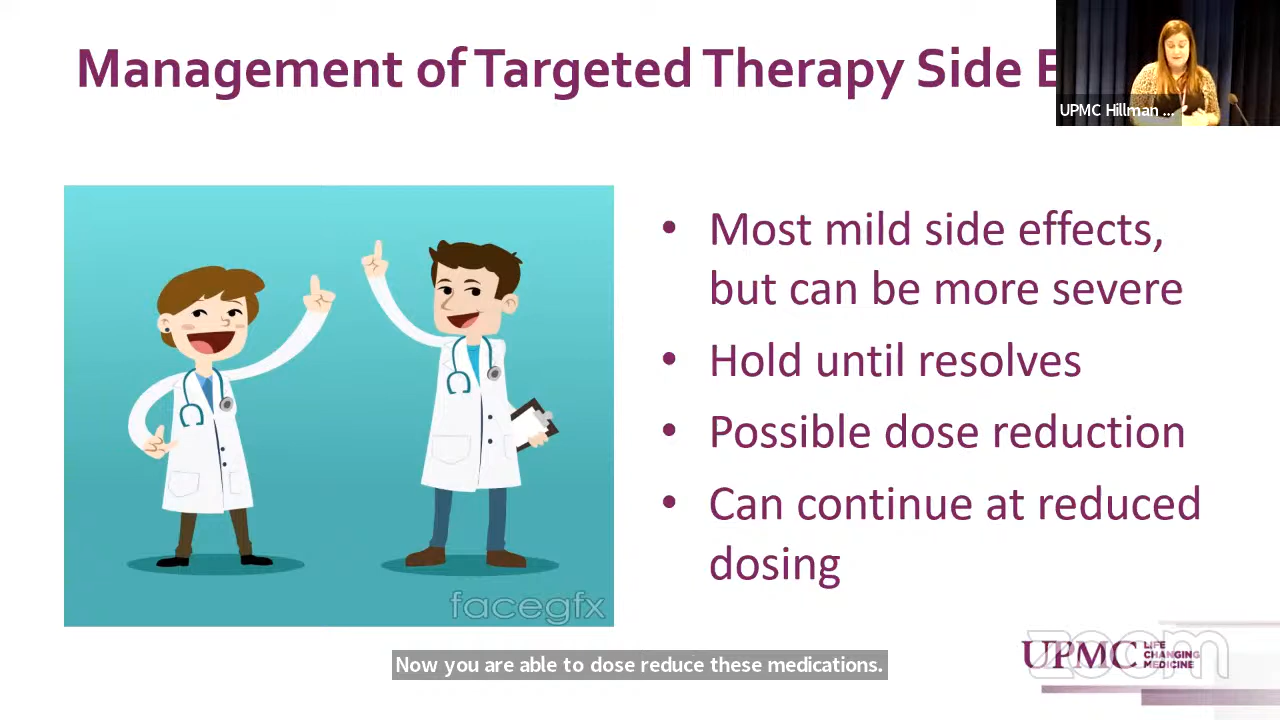 Management of Targeted Therapy Side E
UPMC Hillman ...
• Most mild side effects,
but can be more severe
• Hold until resolves
• Possible dose reduction
• Can continue at reduced
dosing
facegfx
UPMC LIFE
CHANGING
MEDICINE
zoom
Now you are able to dose reduce these medications.